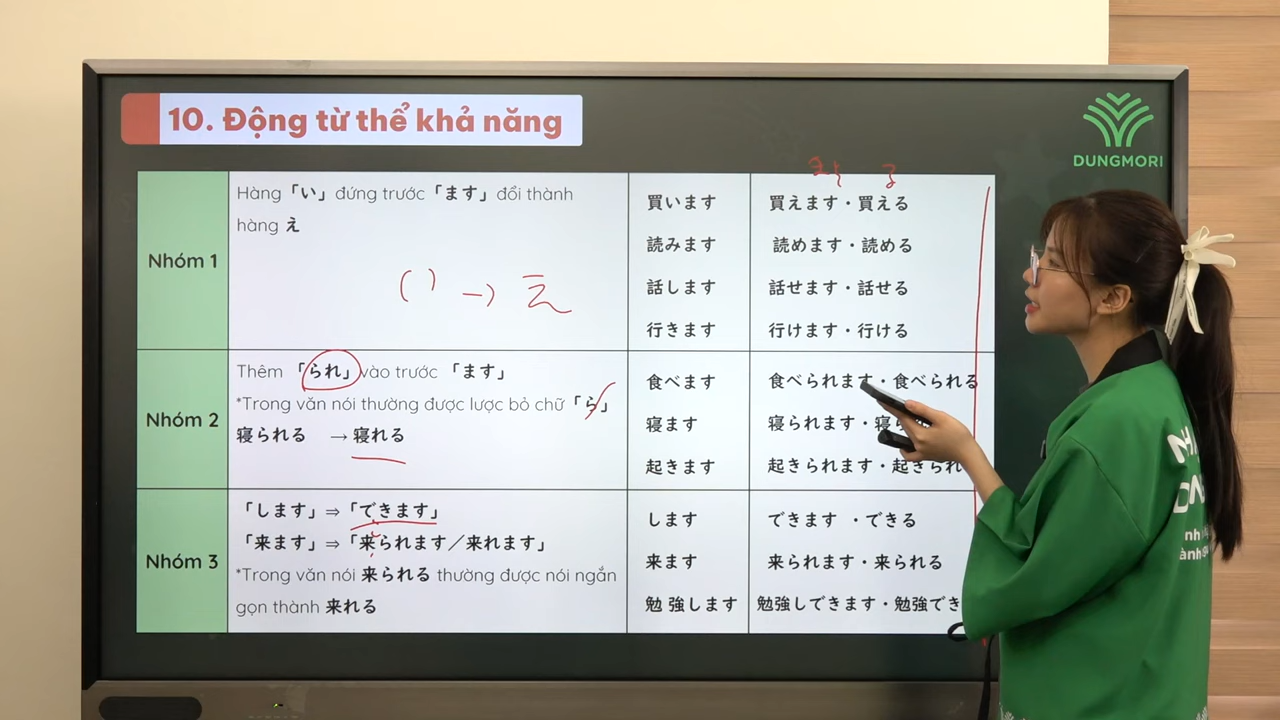 10. Động từ thể khả năng
DUNGMORI
ます る
Nhóm 1
Hàng「い」đứng trước「ます」đổi thành
hàng え
( ) → え
買います
読みます
話します
行きます
買えます・買える
読めます・読める
話せます・話せる
行けます・行ける
Nhóm 2
Thêm 「られ」vào trước 「ます」
*Trong văn nói thường được lược bỏ chữ「ら」
寝られる → 寝れる
食べます
寝ます
起きます
食べられます・食べられる
寝られます・寝ら
起きられます・起きられ
Nhóm 3
「します」⇒「できます」
「来ます」⇒「来られます/来れます」
*Trong văn nói 来られる thường được nói ngắn
gọn thành 来れる
します
来ます
勉 強します
できます ・できる
来られます・来られる
勉強しできます・勉強でき